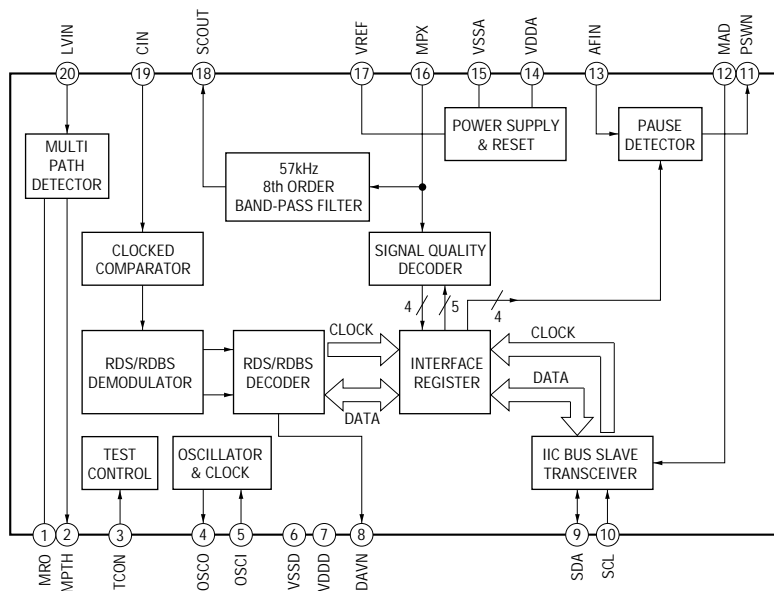 LVIN
CIN
SCOUT
VREF
MPX
VSSA
VDDA
AFIN
MAD
PSWN
20
19
18
17
16
15
14
13
12
11
MULTI
PATH
DETECTOR
57kHz
8th ORDER
BAND-PASS FILTER
POWER SUPPLY
& RESET
PAUSE
DETECTOR
CLOCKED
COMPARATOR
SIGNAL QUALITY
DECODER
4
5
4
RDS/RDBS
DEMODULATOR
RDS/RDBS
DECODER
CLOCK
DATA
INTERFACE
REGISTER
CLOCK
DATA
TEST
CONTROL
OSCILLATOR
& CLOCK
IIC BUS SLAVE
TRANSCEIVER
1
2
3
4
5
6
7
8
9
10
MRO
MPTH
TCON
OSCO
OSCI
VSSD
VDDD
DAVN
SDA
SCL